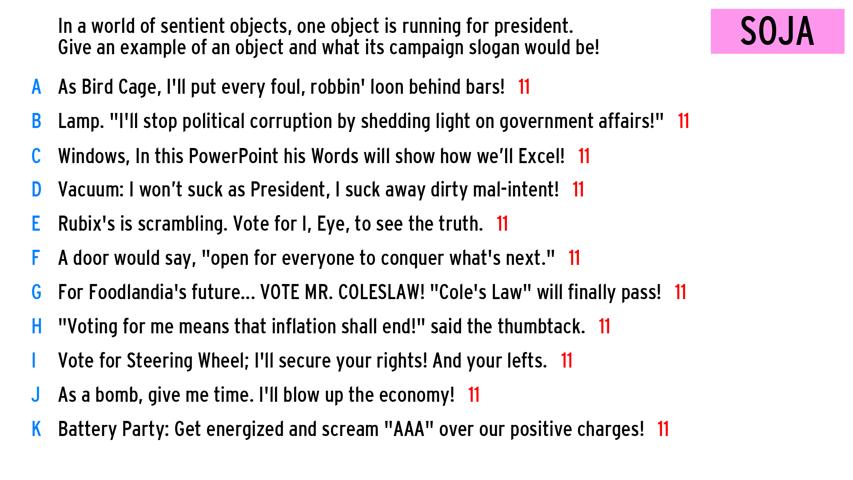 In a world of sentient objects, one object is running for president.
Give an example of an object and what its campaign slogan would be!
SOJA
A As Bird Cage, I'll put every foul, robbin' loon behind bars! 11
B Lamp. "I'll stop political corruption by shedding light on government affairs!" 11
C Windows, In this PowerPoint his Words will show how we’ll Excel! 11
D Vacuum: I won’t suck as President, I suck away dirty mal-intent! 11
E Rubix's is scrambling. Vote for I, Eye, to see the truth. 11
F A door would say, "open for everyone to conquer what's next." 11
G For Foodlandia's future... VOTE MR. COLESLAW! "Cole's Law" will finally pass! 11
H "Voting for me means that inflation shall end!" said the thumbtack. 11
I Vote for Steering Wheel; I'll secure your rights! And your lefts. 11
J As a bomb, give me time. I'll blow up the economy! 11
K Battery Party: Get energized and scream "AAA" over our positive charges! 11